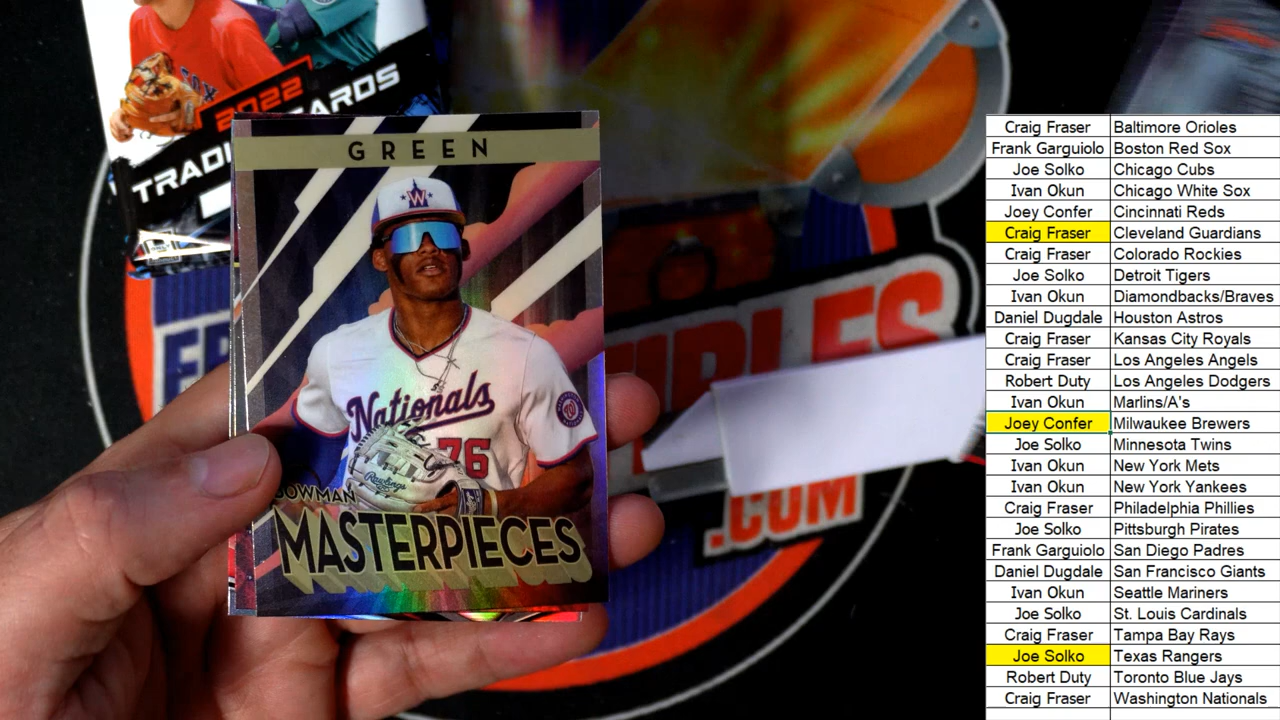 2022
TRADI
CARDS
GREEN
W
Nationals
76
W
Rawlings
BOWMAN
MASTERPIECES
.COM
Craig Fraser Baltimore Orioles
Frank Garguiolo Boston Red Sox
Joe Solko Chicago Cubs
Ivan Okun Chicago White Sox
Joey Confer Cincinnati Reds
Craig Fraser Cleveland Guardians
Craig Fraser Colorado Rockies
Joe Solko Detroit Tigers
Ivan Okun Diamondbacks/Braves
Daniel Dugdale Houston Astros
Craig Fraser Kansas City Royals
Craig Fraser Los Angeles Angels
Robert Duty Los Angeles Dodgers
Ivan Okun Marlins/A's
Joey Confer Milwaukee Brewers
Joe Solko Minnesota Twins
Ivan Okun New York Mets
Ivan Okun New York Yankees
Craig Fraser Philadelphia Phillies
Joe Solko Pittsburgh Pirates
Frank Garguiolo San Diego Padres
Daniel Dugdale San Francisco Giants
Ivan Okun Seattle Mariners
Joe Solko St. Louis Cardinals
Craig Fraser Tampa Bay Rays
Joe Solko Texas Rangers
Robert Duty Toronto Blue Jays
Craig Fraser Washington Nationals